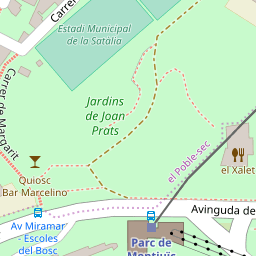 Carrer
Estadi Municipal
de la Satàlia
Carrer de Margarit
Jardins
de Joan
Prats
el Poble-sec
Quiosc
Bar Marcelino
el Xalet
Avinguda de
Av Miramar
- Escoles
del Bosc
Parc de
Montjuïc